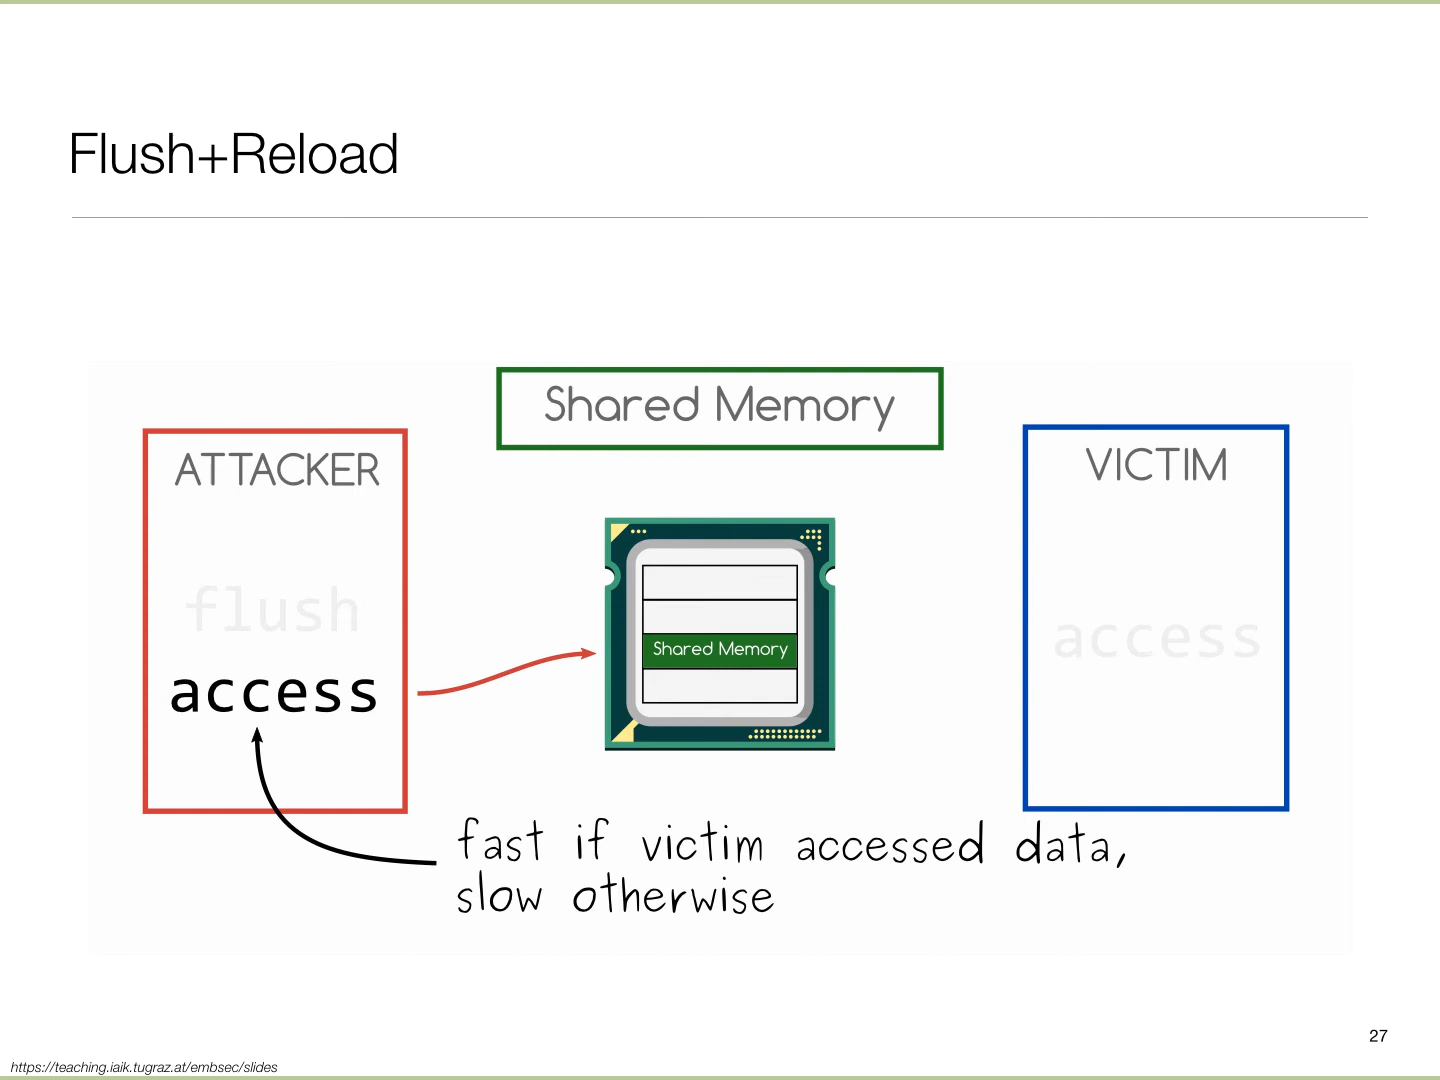 Flush+Reload
Shared Memory
ATTACKER
VICTIM
flush
access
access
Shared Memory
fast if victim accessed data,
slow otherwise
27
https://teaching.iaik.tugraz.at/embsec/slides